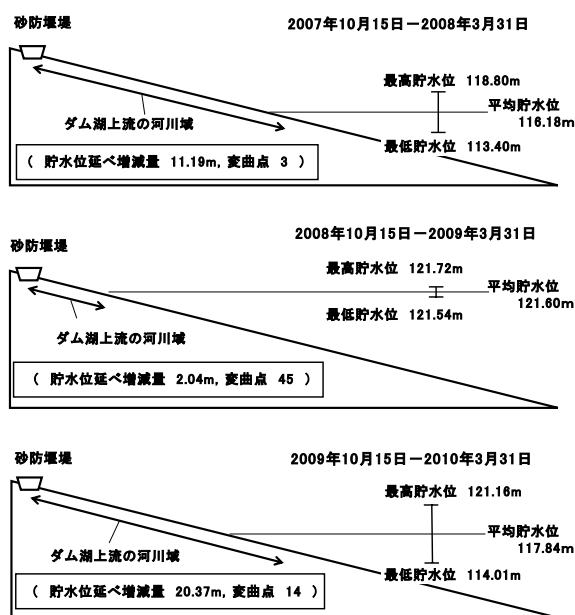 砂防堰堤
2007年10月15日－2008年3月31日
最高貯水位 118.80m
平均貯水位
116.18m
ダム湖上流の河川域
最低貯水位 113.40m
（ 貯水位延べ増減量 11.19m, 変曲点 3 ）
2008年10月15日－2009年3月31日
砂防堰堤
最高貯水位 121.72m
平均貯水位
121.60m
最低貯水位 121.54m
ダム湖上流の河川域
（ 貯水位延べ増減量 2.04m, 変曲点 45 ）
砂防堰堤
2009年10月15日－2010年3月31日
最高貯水位 121.16m
平均貯水位
117.84m
ダム湖上流の河川域
最低貯水位 114.01m
（ 貯水位延べ増減量 20.37m, 変曲点 14 ）